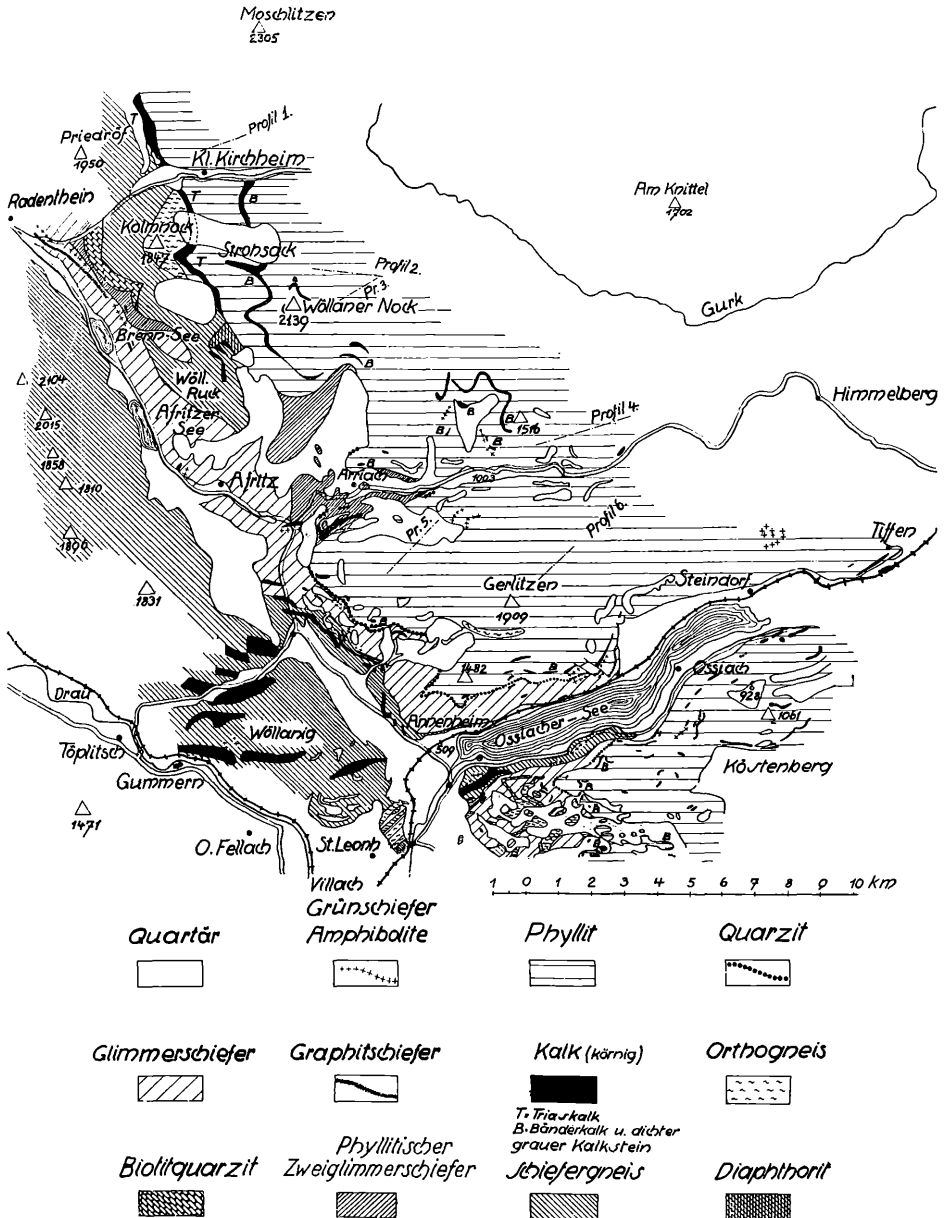 Moschlitzen
2305
Priedröf
1950
T
Profil 1.
Kl. Kirchheim
Radenthein
Am Knittel
1702
T
B
Kolmnock
1847
Strohsack
T
Profil 2.
B
Pr. 3.
2139
Wöllaner Nock
Gurk
Brenn-See
B
2104
Wöll.
Ruck
Himmelberg
Afritzer
See
B
B
1516
2015
B
Profil 4.
1858
B
1810
Afritz
Arriach
1003
1896
Pr. 5.
Profil 6.
Tiffen
Gerlitzen
Steindorf
1831
1909
B
1482
B
Ossiach
928
1061
Drau
Annenheim
Ossiacher-See
Wöllanig
509
Töplitsch
Gummern
B
Köstenberg
1471
B
B
O. Fellach
St. Leonh
B
B
B
Villach
1 0 1 2 3 4 5 6 7 8 9 10 km
Grünschiefer
Quartär Amphibolite Phyllit Quarzit
Glimmerschiefer Graphitschiefer Kalk (körnig) Orthogneis
T. Triaskalk
B. Bänderkalk u. dichter
grauer Kalkstein
Phyllitischer
Biotitquarzit Zweiglimmerschiefer Schiefergneis Diaphthorit